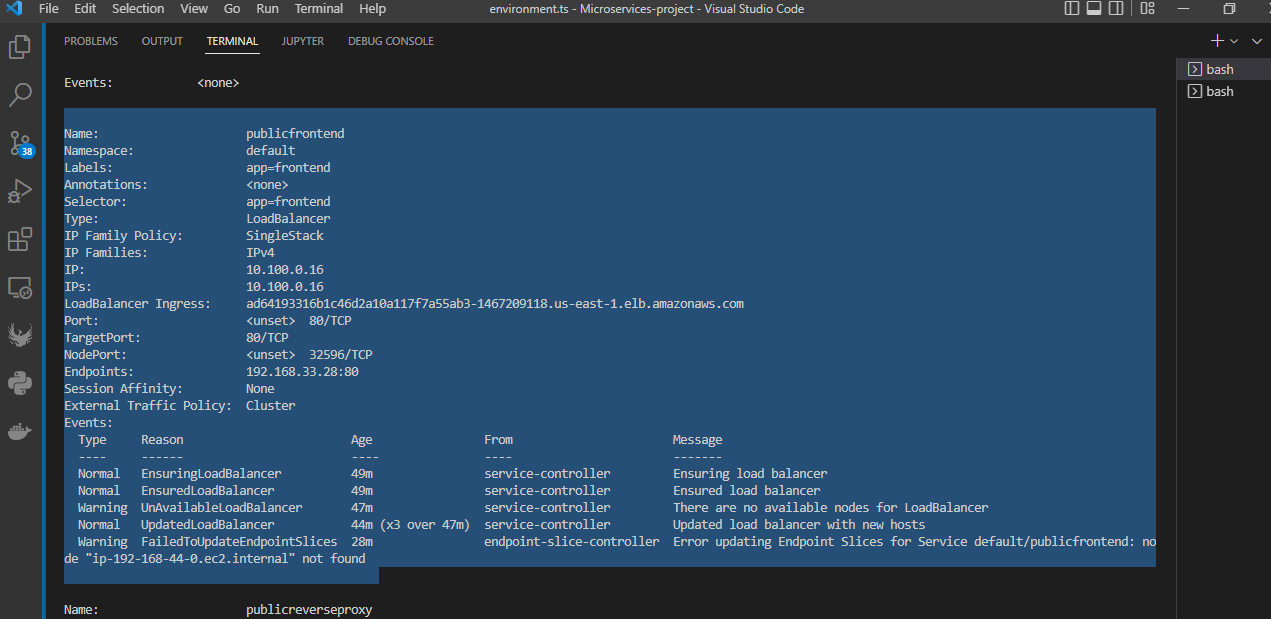 File Edit Selection View Go Run Terminal Help environment.ts - Microservices-project - Visual Studio Code
PROBLEMS OUTPUT TERMINAL JUPYTER DEBUG CONSOLE
bash
bash
38
Events: <none>
Name: publicfrontend
Namespace: default
Labels: app=frontend
Annotations: <none>
Selector: app=frontend
Type: LoadBalancer
IP Family Policy: SingleStack
IP Families: IPv4
IP: 10.100.0.16
IPs: 10.100.0.16
LoadBalancer Ingress: ad64193316b1c46d2a10a117f7a55ab3-1467209118.us-east-1.elb.amazonaws.com
Port: <unset> 80/TCP
TargetPort: 80/TCP
NodePort: <unset> 32596/TCP
Endpoints: 192.168.33.28:80
Session Affinity: None
External Traffic Policy: Cluster
Events:
Type Reason Age From Message
---- ------ ---- ---- -------
Normal EnsuringLoadBalancer 49m service-controller Ensuring load balancer
Normal EnsuredLoadBalancer 49m service-controller Ensured load balancer
Warning UnAvailableLoadBalancer 47m service-controller There are no available nodes for LoadBalancer
Normal UpdatedLoadBalancer 44m (x3 over 47m) service-controller Updated load balancer with new hosts
Warning FailedToUpdateEndpointSlices 28m endpoint-slice-controller Error updating Endpoint Slices for Service default/publicfrontend: no
de "ip-192-168-44-0.ec2.internal" not found
Name: publicreverseproxy